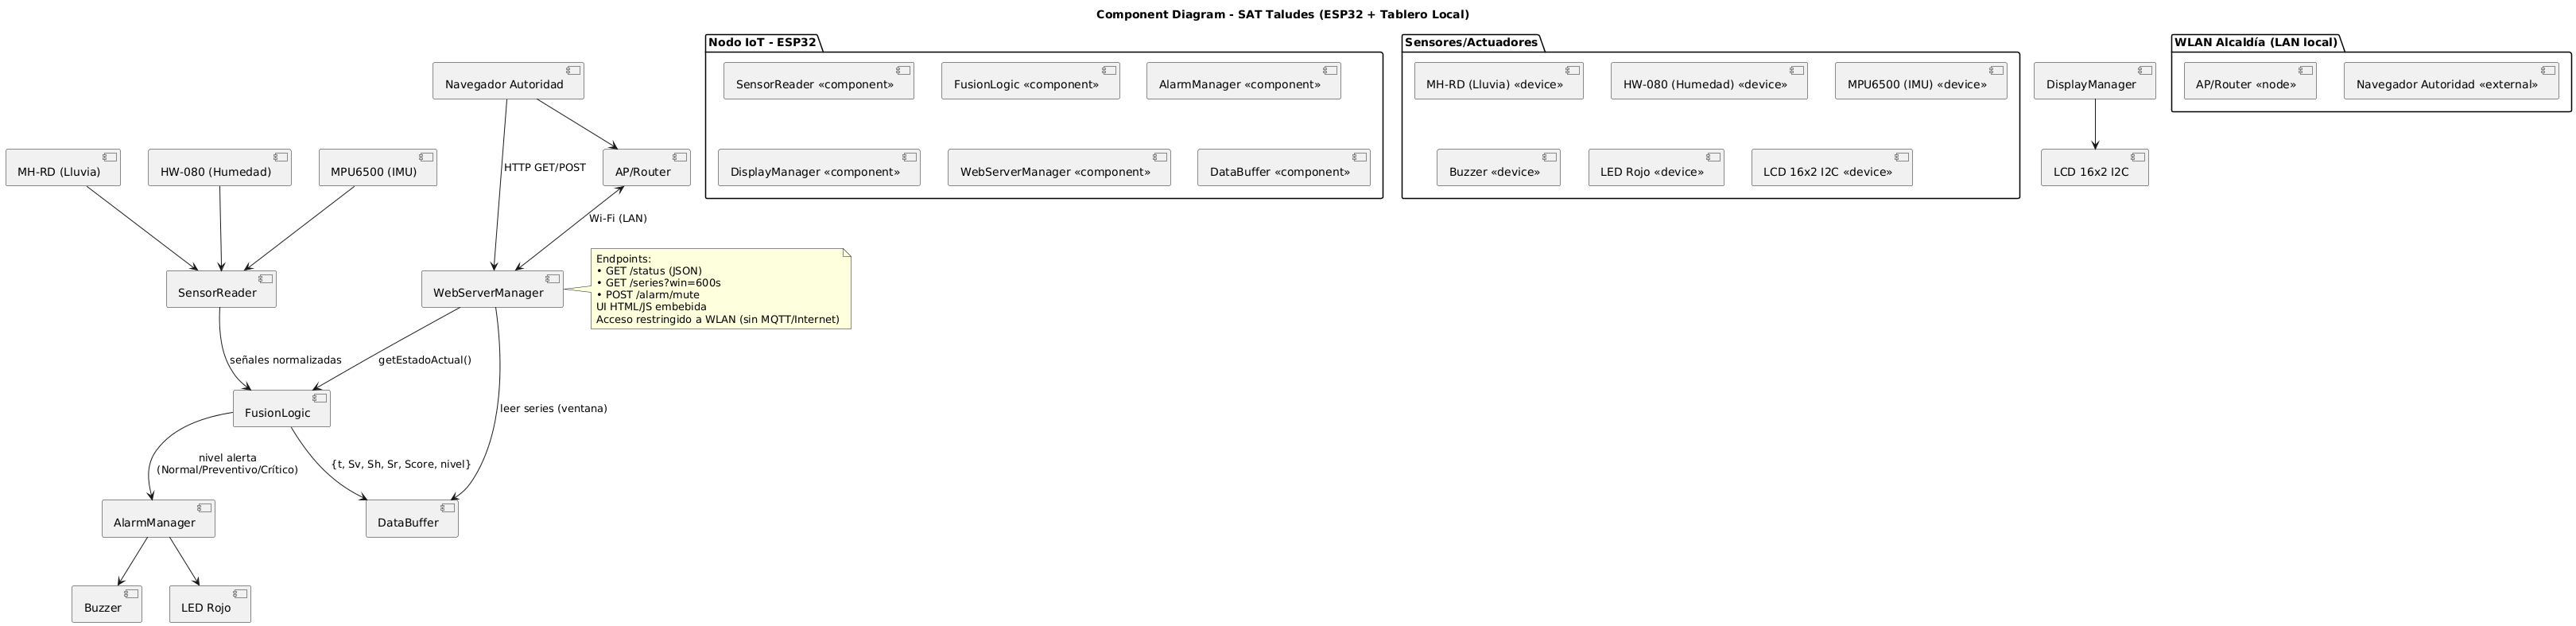 Component Diagram - SAT Taludes (ESP32 + Tablero Local)
Navegador Autoridad
MH-RD (Lluvia)
HW-080 (Humedad)
MPU6500 (IMU)
HTTP GET/POST
AP/Router
Wi-Fi (LAN)
SensorReader
WebServerManager
Endpoints:
• GET /status (JSON)
• GET /series?win=600s
• POST /alarm/mute
UI HTML/JS embebida
Acceso restringido a WLAN (sin MQTT/Internet)
señales normalizadas
getEstadoActual()
FusionLogic
leer series (ventana)
nivel alerta
(Normal/Preventivo/Crítico)
{t, Sv, Sh, Sr, Score, nivel}
AlarmManager
DataBuffer
Buzzer
LED Rojo
Nodo IoT - ESP32
SensorReader «component»
FusionLogic «component»
AlarmManager «component»
DisplayManager «component»
WebServerManager «component»
DataBuffer «component»
Sensores/Actuadores
MH-RD (Lluvia) «device»
HW-080 (Humedad) «device»
MPU6500 (IMU) «device»
Buzzer «device»
LED Rojo «device»
LCD 16x2 I2C «device»
DisplayManager
LCD 16x2 I2C
WLAN Alcaldía (LAN local)
AP/Router «node»
Navegador Autoridad «external»